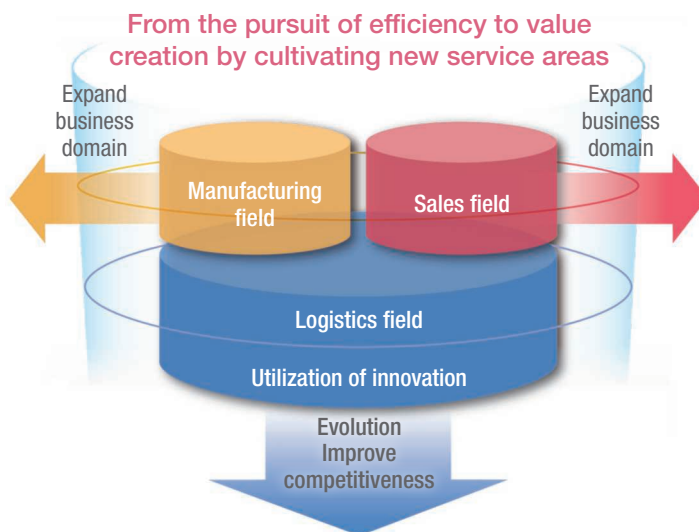 From the pursuit of efficiency to value
creation by cultivating new service areas
Expand
business
domain
Expand
business
domain
Manufacturing
field
Sales field
Logistics field
Utilization of innovation
Evolution
Improve
competitiveness